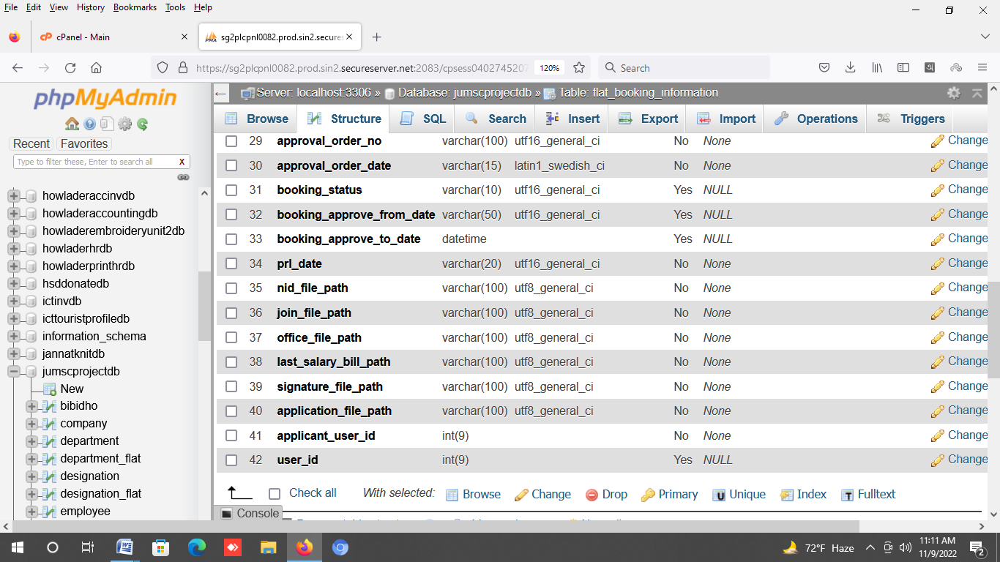 File Edit View History Bookmarks Tools Help
cPanel - Main
sg2plcpnl0082.prod.sin2.secures
https://sg2plcpnl0082.prod.sin2.secureserver.net:2083/cpsess0402745207
120%
Search
phpMyAdmin
Recent Favorites
Type to filter these, Enter to search all X
howladeraccinvdb
howladeraccountingdb
howladerembroideryunit2db
howladerhrdb
howladerprinthrdb
hsddonatedb
ictinvdb
icttouristprofiledb
information_schema
jannatknitdb
jumscprojectdb
New
bibidho
company
department
department_flat
designation
designation_flat
employee
Server: localhost:3306 » Database: jumscprojectdb » Table: flat_booking_information
Browse Structure SQL Search Insert Export Import Operations Triggers
29 approval_order_no varchar(100) utf16_general_ci No None Change
30 approval_order_date varchar(15) latin1_swedish_ci No None Change
31 booking_status varchar(10) utf16_general_ci Yes NULL Change
32 booking_approve_from_date varchar(50) utf16_general_ci Yes NULL Change
33 booking_approve_to_date datetime Yes NULL Change
34 prl_date varchar(20) utf16_general_ci No None Change
35 nid_file_path varchar(100) utf8_general_ci No None Change
36 join_file_path varchar(100) utf8_general_ci No None Change
37 office_file_path varchar(100) utf8_general_ci No None Change
38 last_salary_bill_path varchar(100) utf8_general_ci No None Change
39 signature_file_path varchar(100) utf8_general_ci No None Change
40 application_file_path varchar(100) utf8_general_ci No None Change
41 applicant_user_id int(9) No None Change
42 user_id int(9) Yes NULL Change
Check all With selected: Browse Change Drop Primary Unique Index Fulltext
Console
72°F Haze
11:11 AM
11/9/2022
2